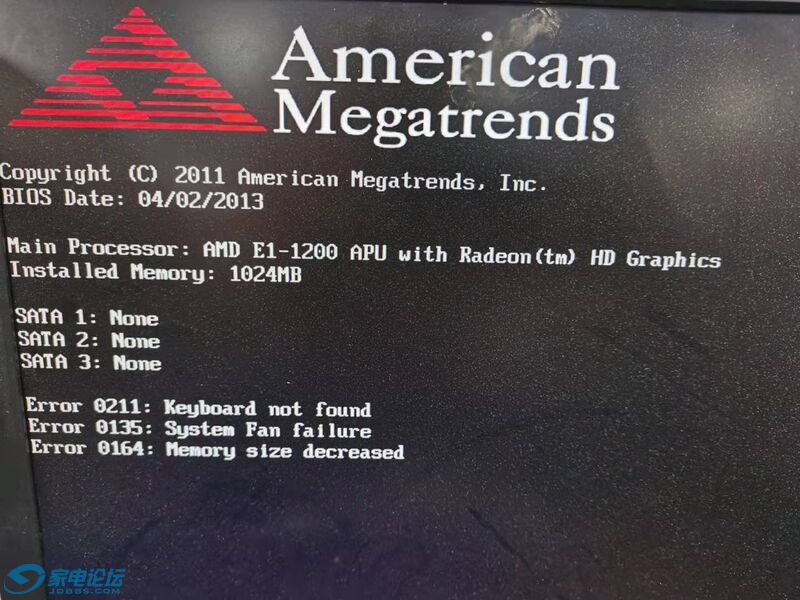 American
Megatrends
Copyright (C) 2011 American Megatrends, Inc.
BIOS Date: 04/02/2013
Main Processor: AMD E1-1200 APU with Radeon(tm) HD Graphics
Installed Memory: 1024MB
SATA 1: None
SATA 2: None
SATA 3: None
Error 0211: Keyboard not found
Error 0135: System Fan failure
Error 0164: Memory size decreased
家电论坛
JDBBS.COM